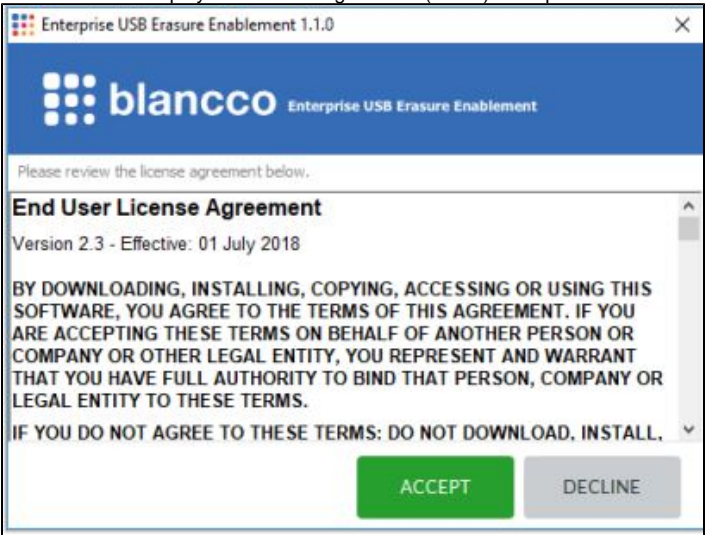 Enterprise USB Erasure Enablement 1.1.0
blancco Enterprise USB Erasure Enablement
Please review the license agreement below.
End User License Agreement
Version 2.3 - Effective: 01 July 2018
BY DOWNLOADING, INSTALLING, COPYING, ACCESSING OR USING THIS
SOFTWARE, YOU AGREE TO THE TERMS OF THIS AGREEMENT. IF YOU
ARE ACCEPTING THESE TERMS ON BEHALF OF ANOTHER PERSON OR
COMPANY OR OTHER LEGAL ENTITY, YOU REPRESENT AND WARRANT
THAT YOU HAVE FULL AUTHORITY TO BIND THAT PERSON, COMPANY OR
LEGAL ENTITY TO THESE TERMS.
IF YOU DO NOT AGREE TO THESE TERMS: DO NOT DOWNLOAD, INSTALL,
ACCEPT DECLINE